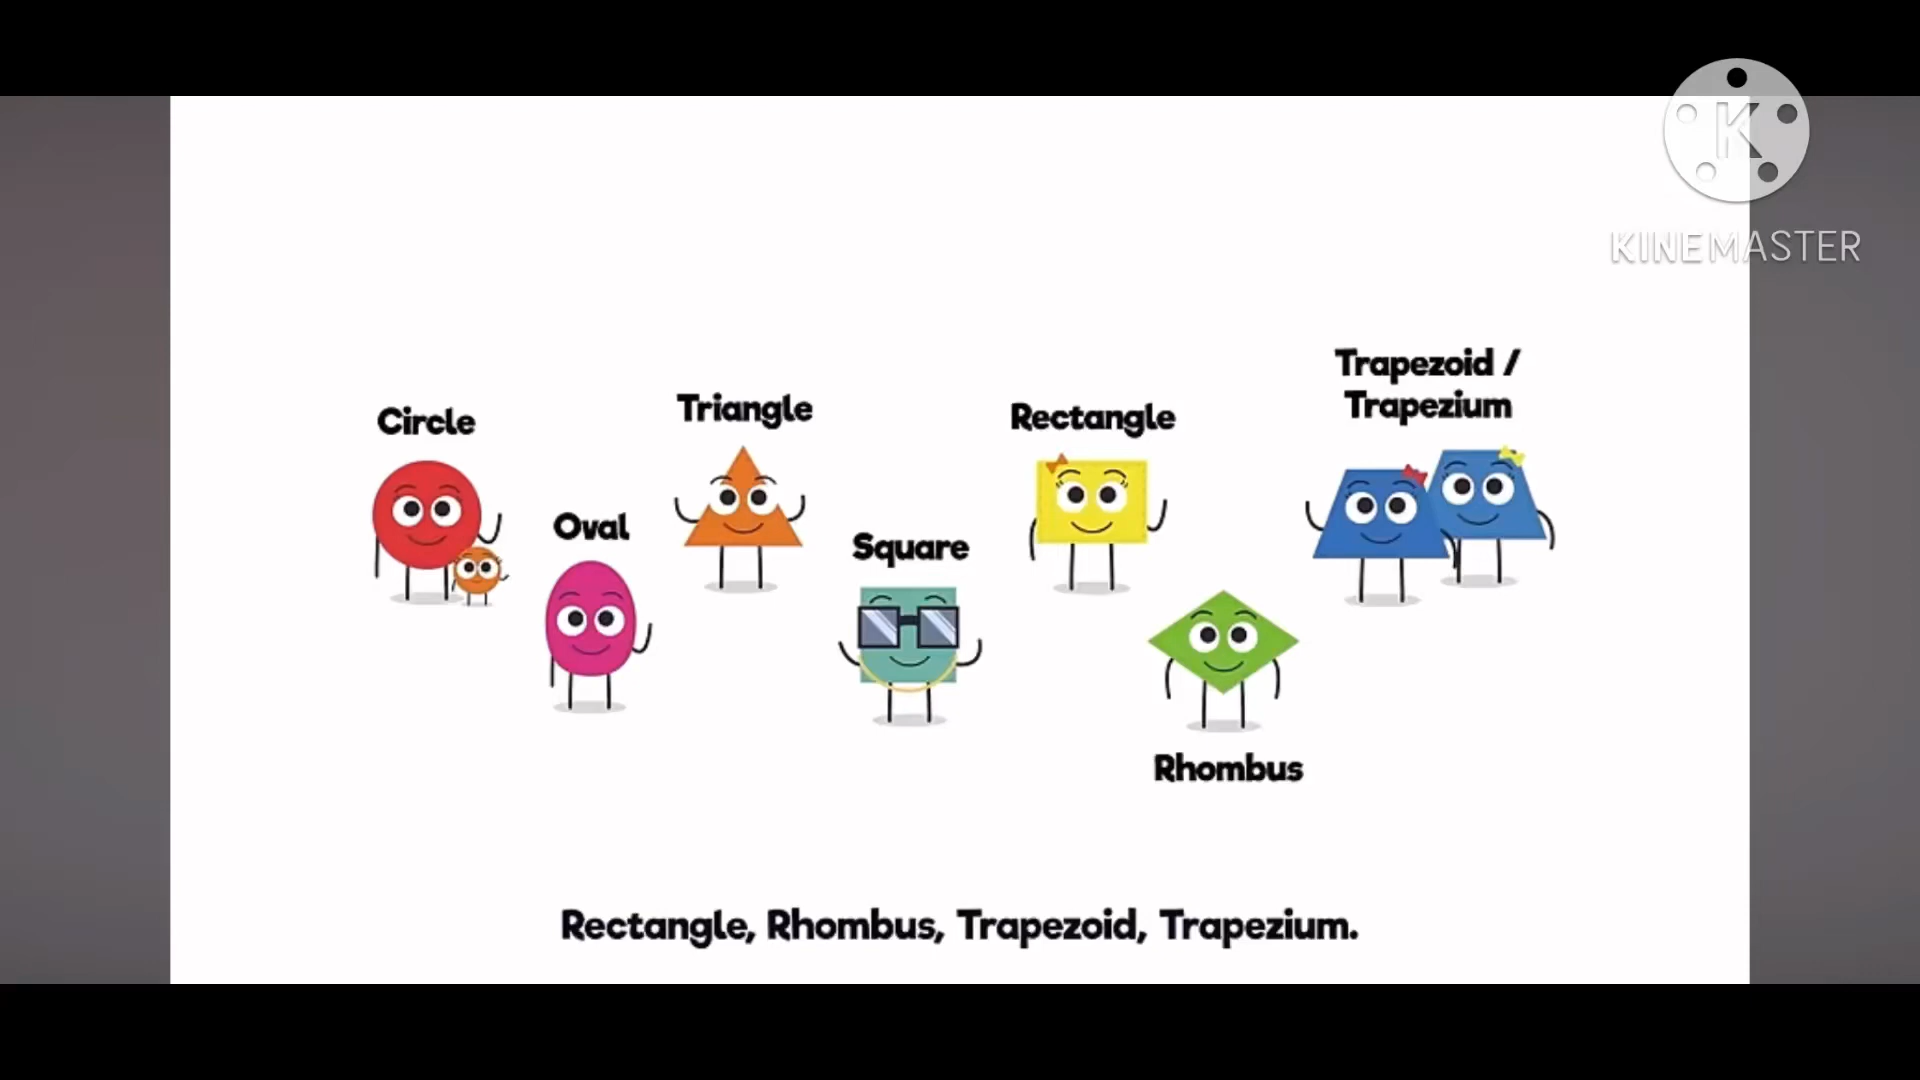 K
KINEMASTER
Trapezoid /
Trapezium
Circle
Triangle
Rectangle
Oval
Square
Rhombus
Rectangle, Rhombus, Trapezoid, Trapezium.